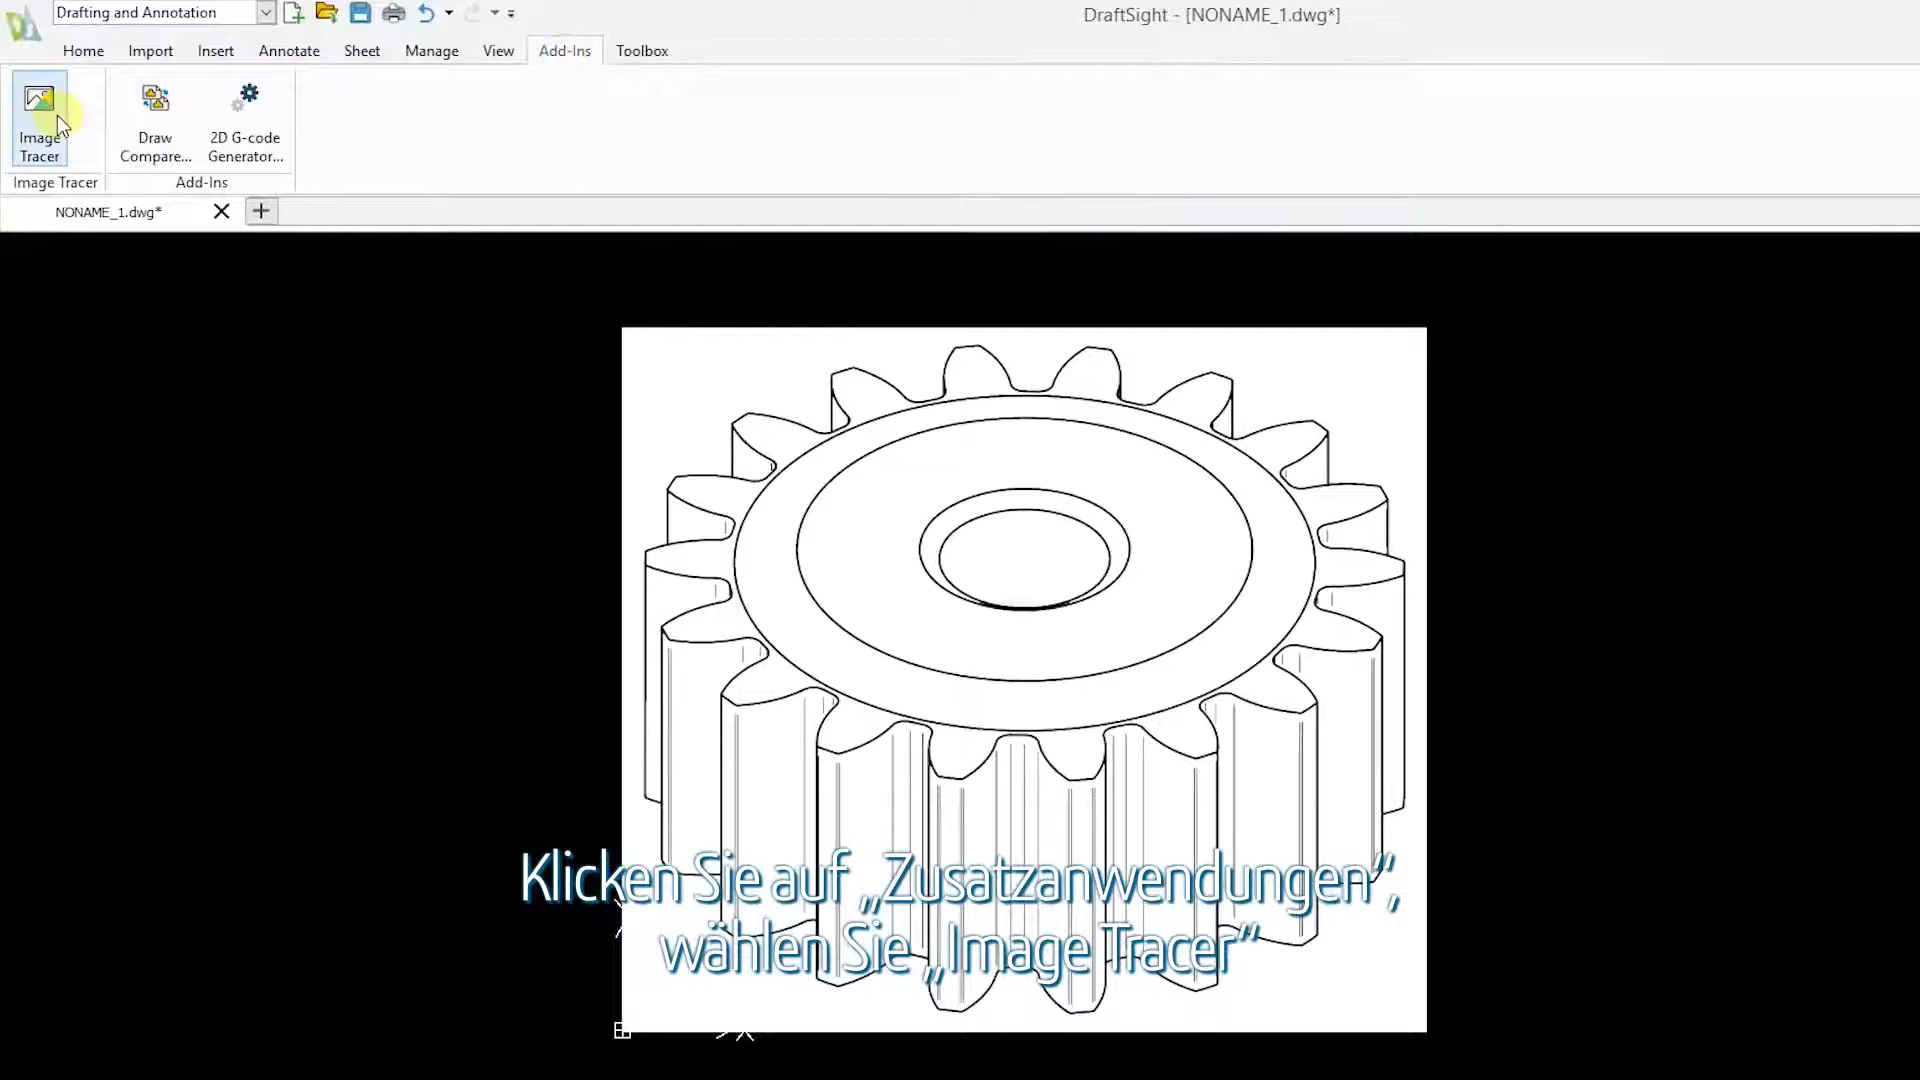 Drafting and Annotation
DraftSight - [NONAME_1.dwg*]
Home Import Insert Annotate Sheet Manage View Add-Ins Toolbox
Image Tracer
Draw Compare...
2D G-code Generator...
Image Tracer
Add-Ins
NONAME_1.dwg*
Klicken Sie auf „Zusatzanwendungen“,
wählen Sie „Image Tracer“